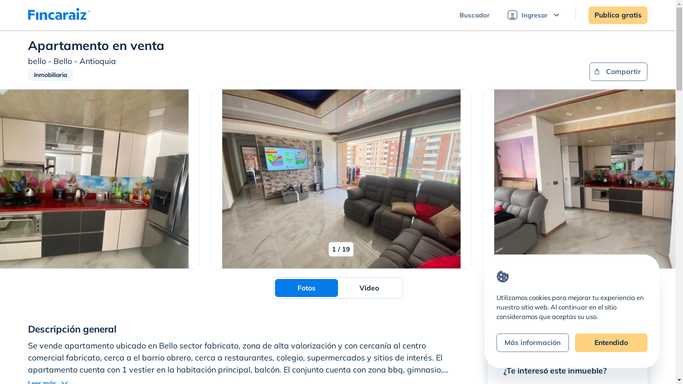 Fincaraiz
Buscador
Ingresar
Publica gratis
Apartamento en venta
bello - Bello - Antioquia
Inmobiliaria
Compartir
1 / 19
Fotos
Video
Descripción general
Se vende apartamento ubicado en Bello sector fabricato, zona de alta valorización y con cercanía al centro
comercial fabricato, cerca a el barrio obrero, cerca a restaurantes, colegio, supermercados y sitios de interés. El
apartamento cuenta con 1 vestier en la habitación principal, balcón. El conjunto cuenta con zona bbq, gimnasio,...
Leer más
Utilizamos cookies para mejorar tu experiencia en
nuestro sitio web. Al continuar en el sitio
consideramos que aceptas su uso.
Más información
Entendido
¿Te interesó este inmueble?